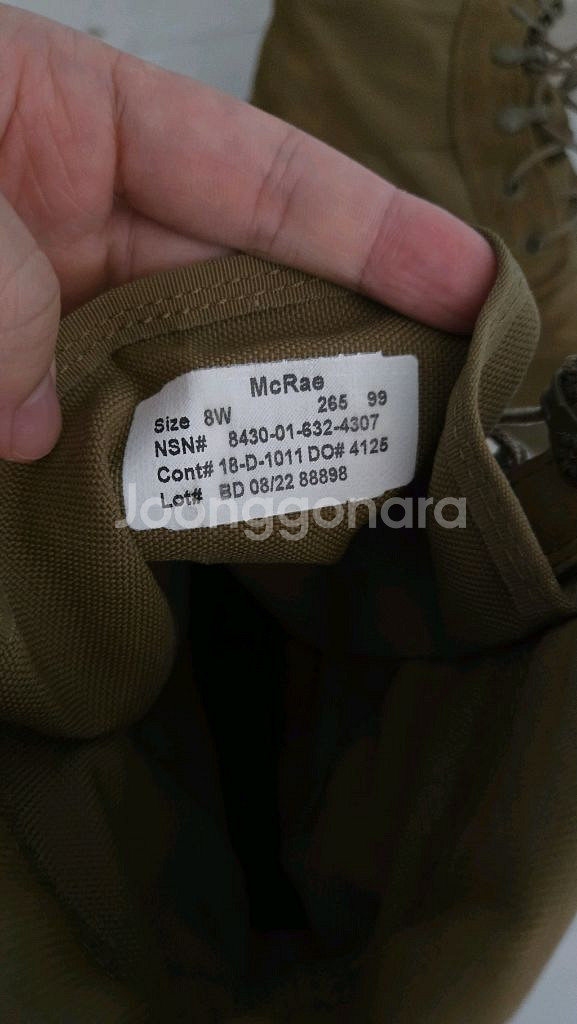 McRae
Size 8W 265 99
NSN# 8430-01-632-4307
Cont# 18-D-1011 DO# 4125
Lot# BD 08/22 88898
Joonggonara